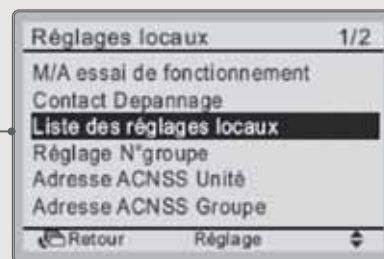 Réglages locaux 1/2
M/A essai de fonctionnement
Contact Depannage
Liste des réglages locaux
Réglage N°groupe
Adresse ACNSS Unité
Adresse ACNSS Groupe
Retour Réglage